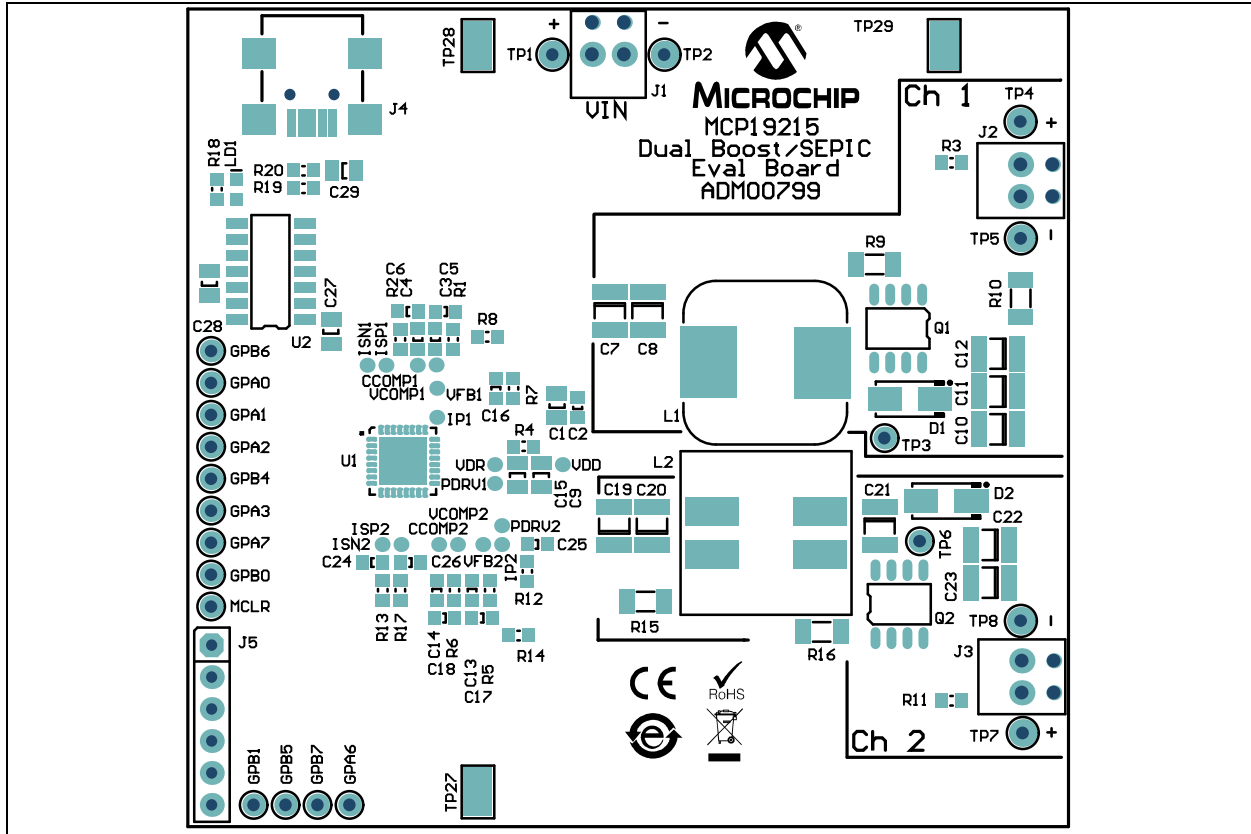 TP28
+
-
TP1
TP2
J1
VIN
TP29
®
MICROCHIP
MCP19215
Dual Boost/SEPIC
Eval Board
ADM00799
Ch 1
TP4
+
J2
R3
TP5
-
J4
R18
LD1
R20
R19
C29
U2
C27
C28
C6
R2
C4
C5
C3
R1
R8
ISN1
ISP1
CCOMP1
VCOMP1
VFB1
IP1
C16
R7
C1
C2
C7
C8
L1
R9
Q1
R10
C12
C11
C10
D1
TP3
GPB6
GPA0
GPA1
GPA2
GPB4
GPA3
GPA7
GPB0
MCLR
U1
R4
VDR
VDD
PDRV1
C15
C9
VCOMP2
CCOMP2
PDRV2
ISP2
ISN2
C24
C26
VFB2
IP2
C25
R12
R13
R17
C14
C18
R6
C13
C17
R5
R14
L2
C19
C20
R15
R16
C21
D2
C22
TP6
C23
Q2
TP8
-
J3
R11
TP7
+
Ch 2
J5
GPB1
GPB5
GPB7
GPA6
TP27
CE
RoHS
e